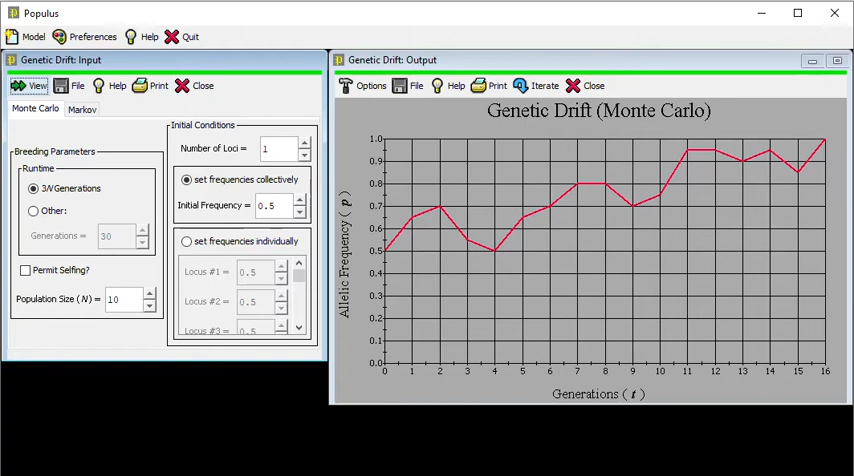 Populus
Model Preferences Help Quit
Genetic Drift: Input
View File Help Print Close
Monte Carlo Markov
Breeding Parameters
Runtime
3NGenerations
Other:
Generations = 30
Permit Selfing?
Population Size (N) = 10
Initial Conditions
Number of Loci = 1
set frequencies collectively
Initial Frequency = 0.5
set frequencies individually
Locus #1 = 0.5
Locus #2 = 0.5
Locus #3 = 0.5
Genetic Drift: Output
Options File Help Print Iterate Close
Genetic Drift (Monte Carlo)
Allelic Frequency ( p )
1.0
0.9
0.8
0.7
0.6
0.5
0.4
0.3
0.2
0.1
0.0
0 1 2 3 4 5 6 7 8 9 10 11 12 13 14 15 16
Generations ( t )